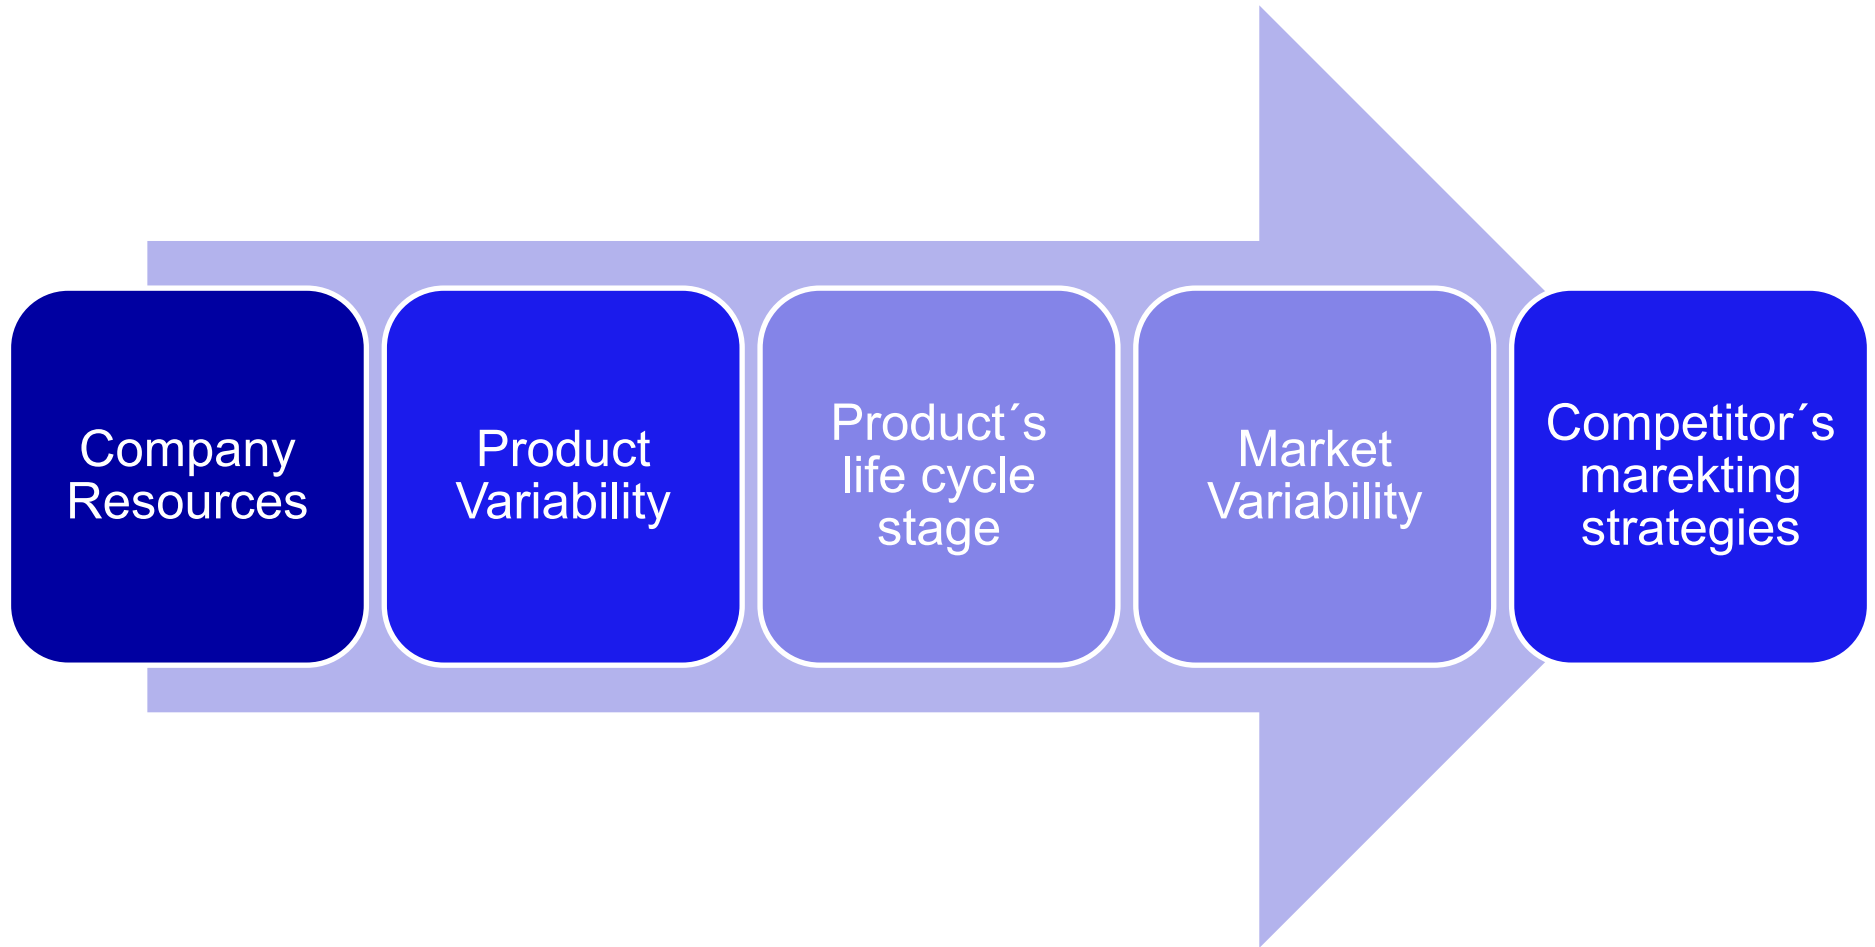 Company
Resources
Product
Variability
Product´s
life cycle
stage
Market
Variability
Competitor´s
marekting
strategies